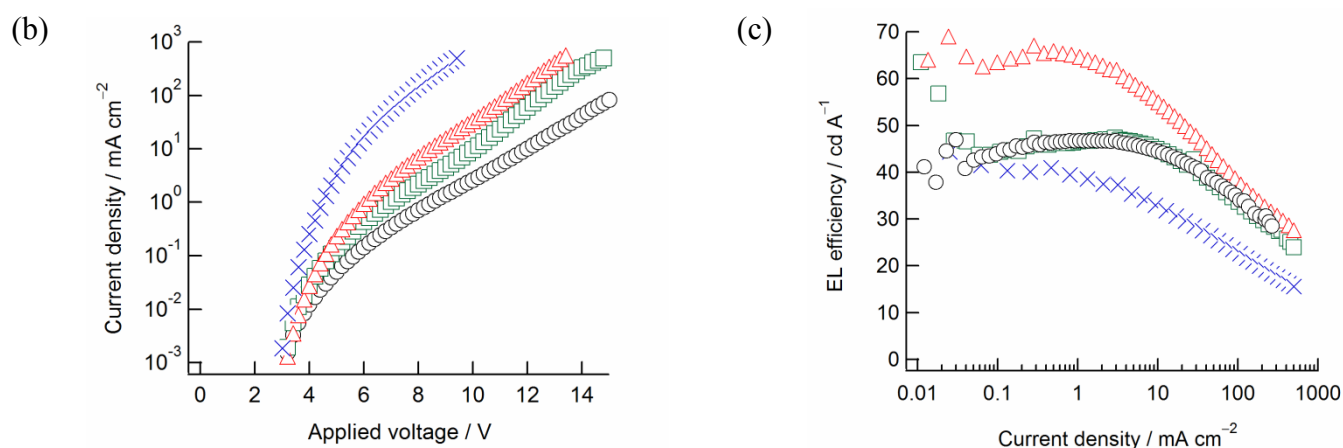 (b)
10³
10²
10¹
10⁰
10⁻¹
10⁻²
10⁻³
Current density / mA cm⁻²
0 2 4 6 8 10 12 14
Applied voltage / V
(c)
70
60
50
40
30
20
10
0
EL efficiency / cd A⁻¹
0.01 0.1 1 10 100 1000
Current density / mA cm⁻²